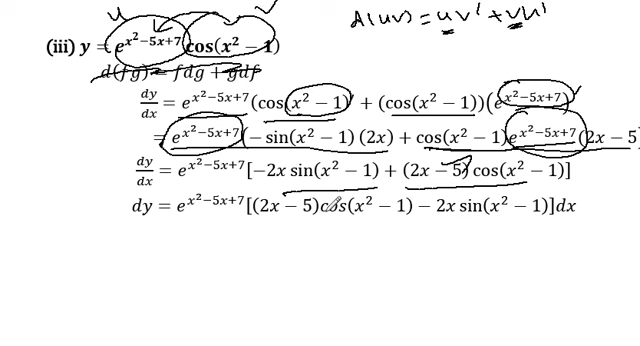 u v d(uv) = uv' + vu'
(iii) y = e^{x²−5x+7} cos(x² − 1)
d(fg) = fdg + gdf
dy/dx = e^{x²−5x+7}(cos(x² − 1)' + (cos(x² − 1))(e^{x²−5x+7})'
= e^{x²−5x+7}(− sin(x² − 1) (2x) + cos(x² − 1)e^{x²−5x+7}(2x − 5)
dy/dx = e^{x²−5x+7}[−2x sin(x² − 1) + (2x − 5) cos(x² − 1)]
dy = e^{x²−5x+7}[(2x − 5)cos(x² − 1) − 2x sin(x² − 1)]dx